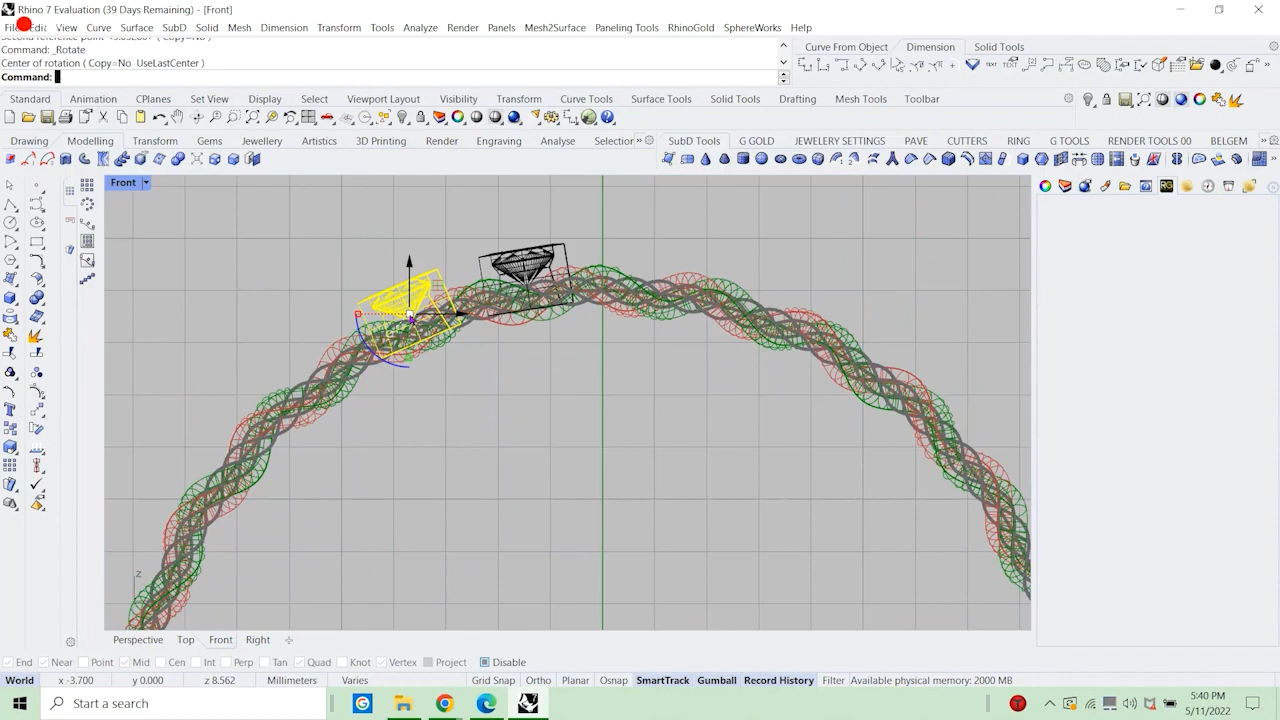 Rhino 7 Evaluation (39 Days Remaining) - [Front]
File Edit View Curve Surface SubD Solid Mesh Dimension Transform Tools Analyze Render Panels Mesh2Surface Paneling Tools RhinoGold SphereWorks Help
Command: _Rotate
Center of rotation ( Copy=No UseLastCenter )
Command:
Curve From Object Dimension Solid Tools
Standard Animation CPlanes Set View Display Select Viewport Layout Visibility Transform Curve Tools Surface Tools Solid Tools Drafting Mesh Tools Toolbar
Drawing Modelling Transform Gems Jewelling Artistics 3D Printing Render Engraving Analyse Selection
SubD Tools G GOLD JEWELERY SETTINGS PAVE CUTTERS RING G TOOLS RENDER TOOLS 00 BELGEM
Front
z
Perspective Top Front Right
End Near Point Mid Cen Int Perp Tan Quad Knot Vertex Project Disable
World x -3.700 y 0.000 z 8.562 Millimeters Varies Grid Snap Ortho Planar Osnap SmartTrack Gumball Record History Filter Available physical memory: 2000 MB
Start a search
5:40 PM
5/11/2022